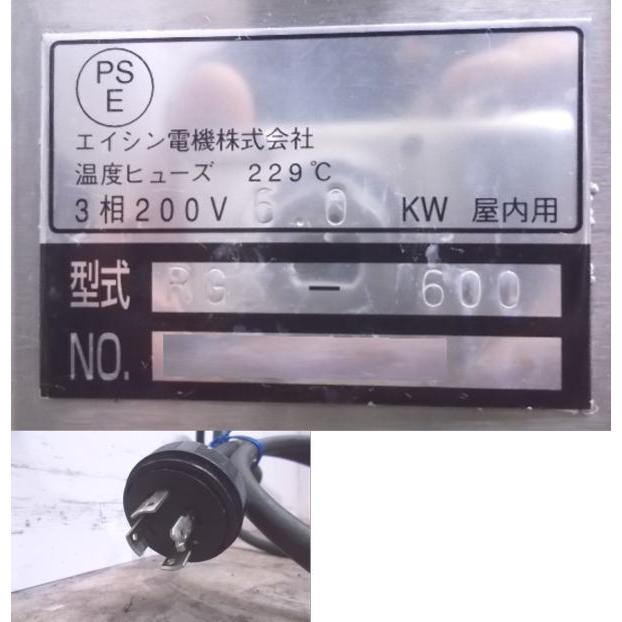 PS
E
エイシン電機株式会社
温度ヒューズ 229℃
3相200V 6.0 KW 屋内用
型式 RG - 600
NO.